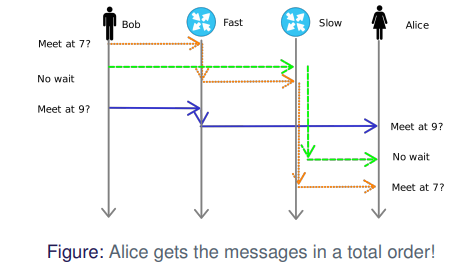 Bob Fast Slow Alice
Meet at 7?
No wait
Meet at 9?
Meet at 9?
No wait
Meet at 7?
Figure: Alice gets the messages in a total order!